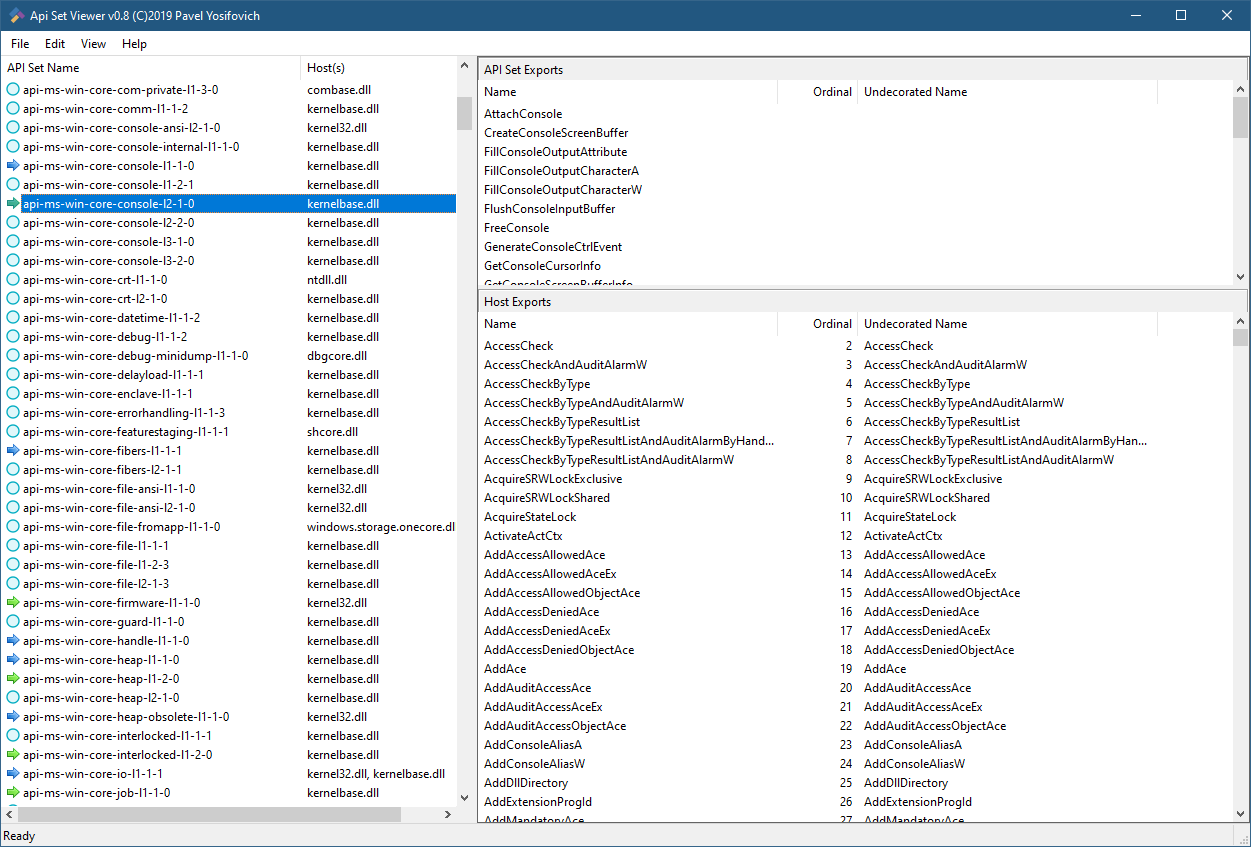 Api Set Viewer v0.8 (C)2019 Pavel Yosifovich
File Edit View Help
API Set Name Host(s)
api-ms-win-core-com-private-l1-3-0 combase.dll
api-ms-win-core-comm-l1-1-2 kernelbase.dll
api-ms-win-core-console-ansi-l2-1-0 kernel32.dll
api-ms-win-core-console-internal-l1-1-0 kernelbase.dll
api-ms-win-core-console-l1-1-0 kernelbase.dll
api-ms-win-core-console-l1-2-1 kernelbase.dll
api-ms-win-core-console-l2-1-0 kernelbase.dll
api-ms-win-core-console-l2-2-0 kernelbase.dll
api-ms-win-core-console-l3-1-0 kernelbase.dll
api-ms-win-core-console-l3-2-0 kernelbase.dll
api-ms-win-core-crt-l1-1-0 ntdll.dll
api-ms-win-core-crt-l2-1-0 kernelbase.dll
api-ms-win-core-datetime-l1-1-2 kernelbase.dll
api-ms-win-core-debug-l1-1-2 kernelbase.dll
api-ms-win-core-debug-minidump-l1-1-0 dbgcore.dll
api-ms-win-core-delayload-l1-1-1 kernelbase.dll
api-ms-win-core-enclave-l1-1-1 kernelbase.dll
api-ms-win-core-errorhandling-l1-1-3 kernelbase.dll
api-ms-win-core-featurestaging-l1-1-1 shcore.dll
api-ms-win-core-fibers-l1-1-1 kernelbase.dll
api-ms-win-core-fibers-l2-1-1 kernelbase.dll
api-ms-win-core-file-ansi-l1-1-0 kernel32.dll
api-ms-win-core-file-ansi-l2-1-0 kernel32.dll
api-ms-win-core-file-fromapp-l1-1-0 windows.storage.onecore.dl
api-ms-win-core-file-l1-1-1 kernelbase.dll
api-ms-win-core-file-l1-2-3 kernelbase.dll
api-ms-win-core-file-l2-1-3 kernelbase.dll
api-ms-win-core-firmware-l1-1-0 kernel32.dll
api-ms-win-core-guard-l1-1-0 kernelbase.dll
api-ms-win-core-handle-l1-1-0 kernelbase.dll
api-ms-win-core-heap-l1-1-0 kernelbase.dll
api-ms-win-core-heap-l1-2-0 kernelbase.dll
api-ms-win-core-heap-l2-1-0 kernelbase.dll
api-ms-win-core-heap-obsolete-l1-1-0 kernel32.dll
api-ms-win-core-interlocked-l1-1-1 kernelbase.dll
api-ms-win-core-interlocked-l1-2-0 kernelbase.dll
api-ms-win-core-io-l1-1-1 kernel32.dll, kernelbase.dll
api-ms-win-core-job-l1-1-0 kernelbase.dll
API Set Exports
Name Ordinal Undecorated Name
AttachConsole
CreateConsoleScreenBuffer
FillConsoleOutputAttribute
FillConsoleOutputCharacterA
FillConsoleOutputCharacterW
FlushConsoleInputBuffer
FreeConsole
GenerateConsoleCtrlEvent
GetConsoleCursorInfo
GetConsoleScreenBufferInfo
Host Exports
Name Ordinal Undecorated Name
AccessCheck 2 AccessCheck
AccessCheckAndAuditAlarmW 3 AccessCheckAndAuditAlarmW
AccessCheckByType 4 AccessCheckByType
AccessCheckByTypeAndAuditAlarmW 5 AccessCheckByTypeAndAuditAlarmW
AccessCheckByTypeResultList 6 AccessCheckByTypeResultList
AccessCheckByTypeResultListAndAuditAlarmByHand... 7 AccessCheckByTypeResultListAndAuditAlarmByHan...
AccessCheckByTypeResultListAndAuditAlarmW 8 AccessCheckByTypeResultListAndAuditAlarmW
AcquireSRWLockExclusive 9 AcquireSRWLockExclusive
AcquireSRWLockShared 10 AcquireSRWLockShared
AcquireStateLock 11 AcquireStateLock
ActivateActCtx 12 ActivateActCtx
AddAccessAllowedAce 13 AddAccessAllowedAce
AddAccessAllowedAceEx 14 AddAccessAllowedAceEx
AddAccessAllowedObjectAce 15 AddAccessAllowedObjectAce
AddAccessDeniedAce 16 AddAccessDeniedAce
AddAccessDeniedAceEx 17 AddAccessDeniedAceEx
AddAccessDeniedObjectAce 18 AddAccessDeniedObjectAce
AddAce 19 AddAce
AddAuditAccessAce 20 AddAuditAccessAce
AddAuditAccessAceEx 21 AddAuditAccessAceEx
AddAuditAccessObjectAce 22 AddAuditAccessObjectAce
AddConsoleAliasA 23 AddConsoleAliasA
AddConsoleAliasW 24 AddConsoleAliasW
AddDllDirectory 25 AddDllDirectory
AddExtensionProgId 26 AddExtensionProgId
AddMandatoryAce 27 AddMandatoryAce
Ready